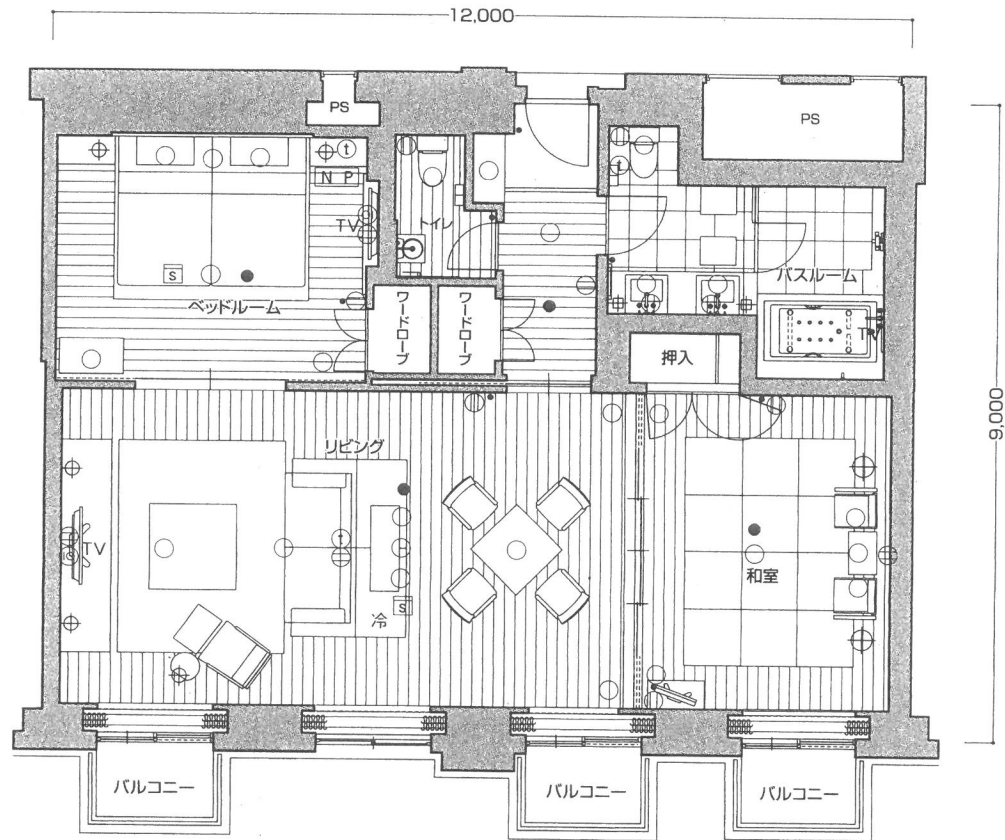 12,000
PS
PS
t
N P
TV
トイレ
t
S
ベッドルーム
ワードローブ
ワードローブ
バスルーム
TV
押入
9,000
リビング
TV
t
和室
冷
S
バルコニー
バルコニー
バルコニー